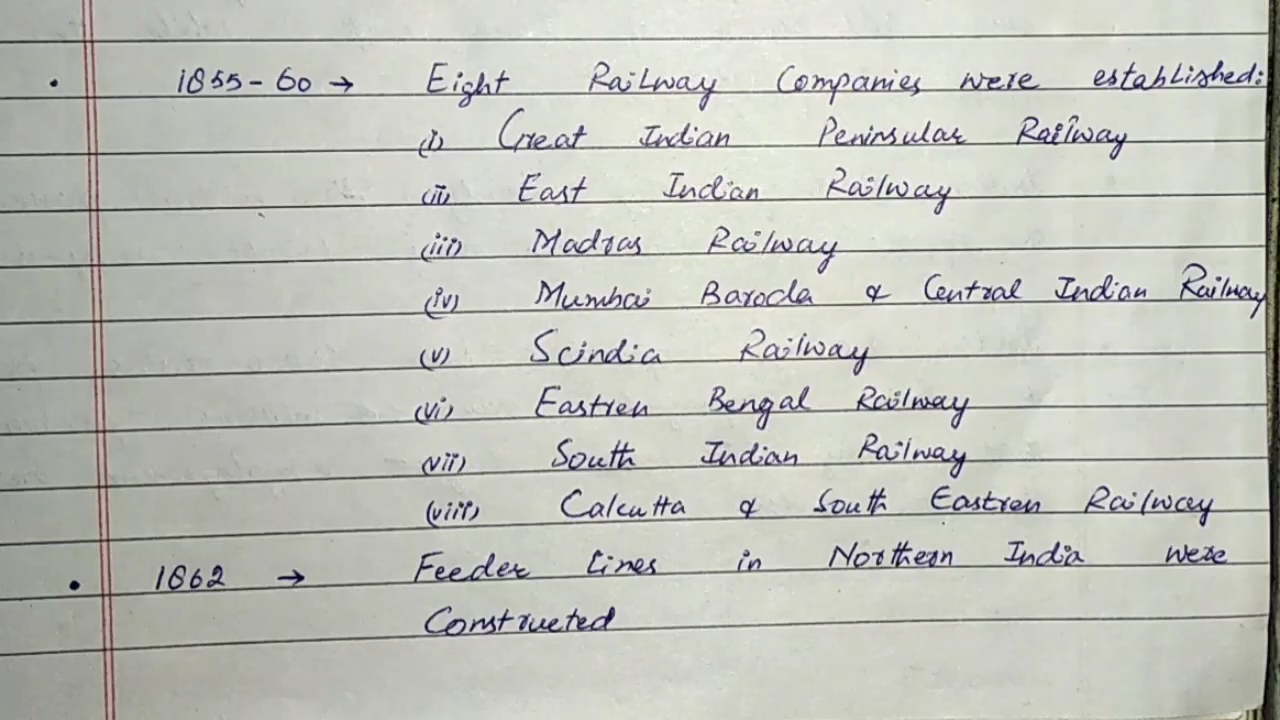 • 1855-60 → Eight Railway Companies were established:
(i) Great Indian Peninsular Railway
(ii) East Indian Railway
(iii) Madras Railway
(iv) Mumbai Baroda & Central Indian Railway
(v) Scindia Railway
(vi) Eastren Bengal Railway
(vii) South Indian Railway
(viii) Calcutta & South Eastren Railway
• 1862 → Feeder Lines in Northern India were
Constructed